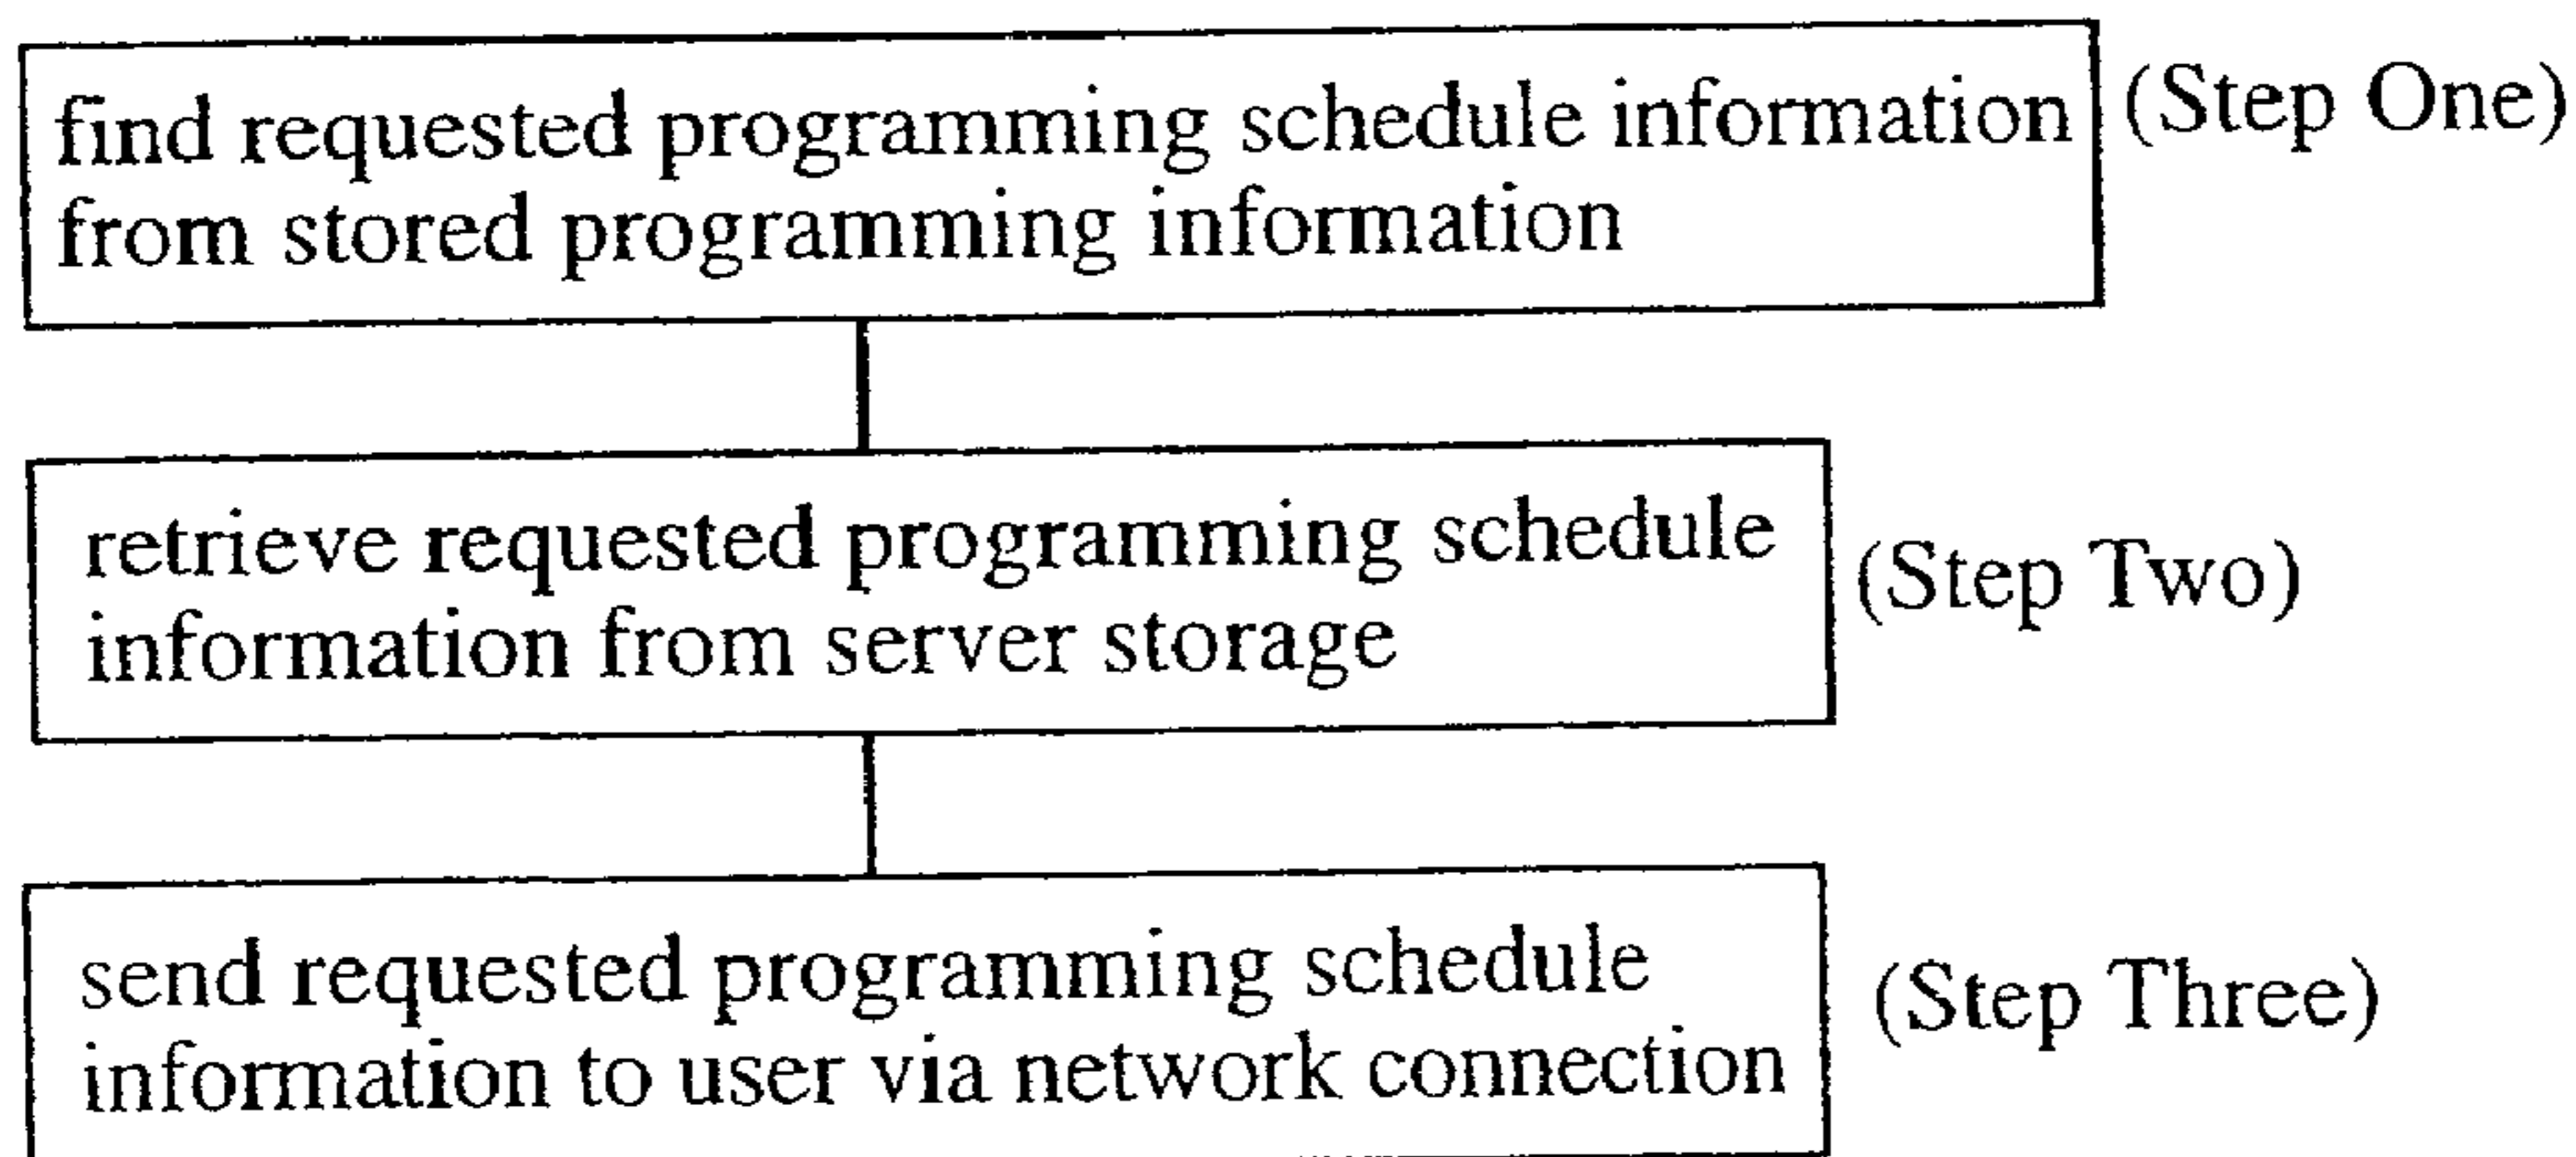 find requested programming schedule information (Step One)
from stored programming information
retrieve requested programming schedule
information from server storage
(Step Two)
send requested programming schedule
information to user via network connection
(Step Three)